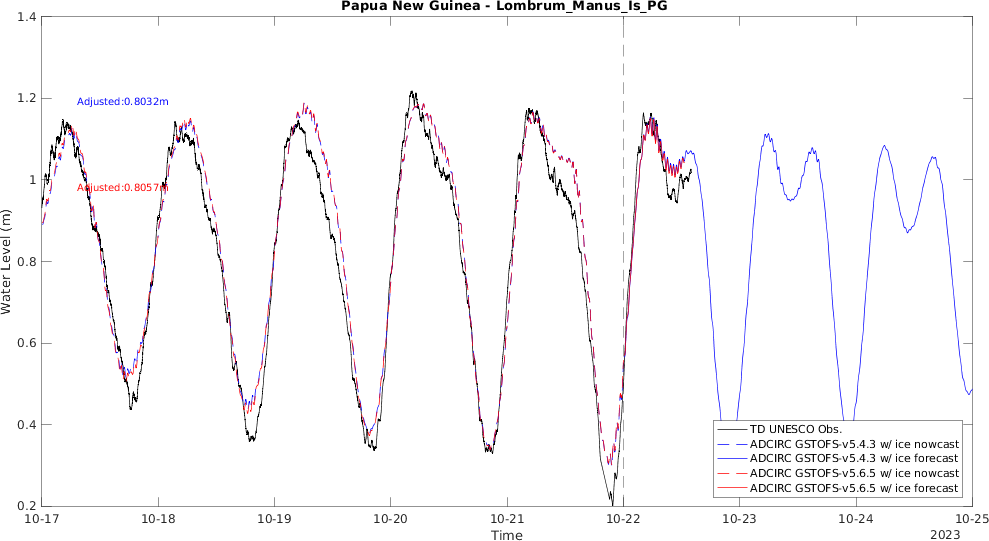 Papua New Guinea - Lombrum_Manus_Is_PG
1.4
1.2
1
0.8
0.6
0.4
0.2
Water Level (m)
Adjusted:0.8032m
Adjusted:0.8057m
TD UNESCO Obs.
ADCIRC GSTOFS-v5.4.3 w/ ice nowcast
ADCIRC GSTOFS-v5.4.3 w/ ice forecast
ADCIRC GSTOFS-v5.6.5 w/ ice nowcast
ADCIRC GSTOFS-v5.6.5 w/ ice forecast
10-17 10-18 10-19 10-20 10-21 10-22 10-23 10-24 10-25
Time
2023